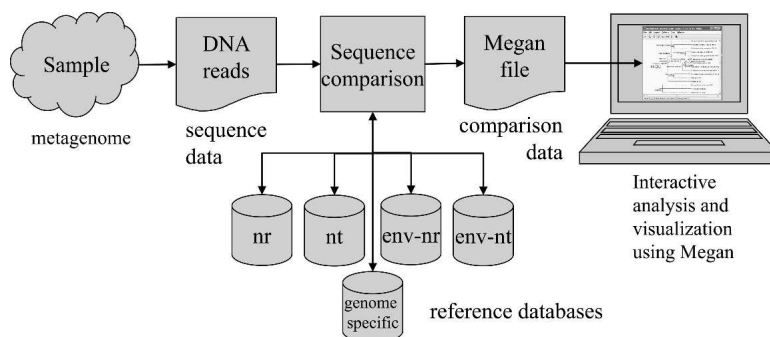 Sample
metagenome
DNA
reads
sequence
data
Sequence
comparison
Megan
file
comparison
data
Interactive
analysis and
visualization
using Megan
nr
nt
env-nr
env-nt
genome
specific
reference databases